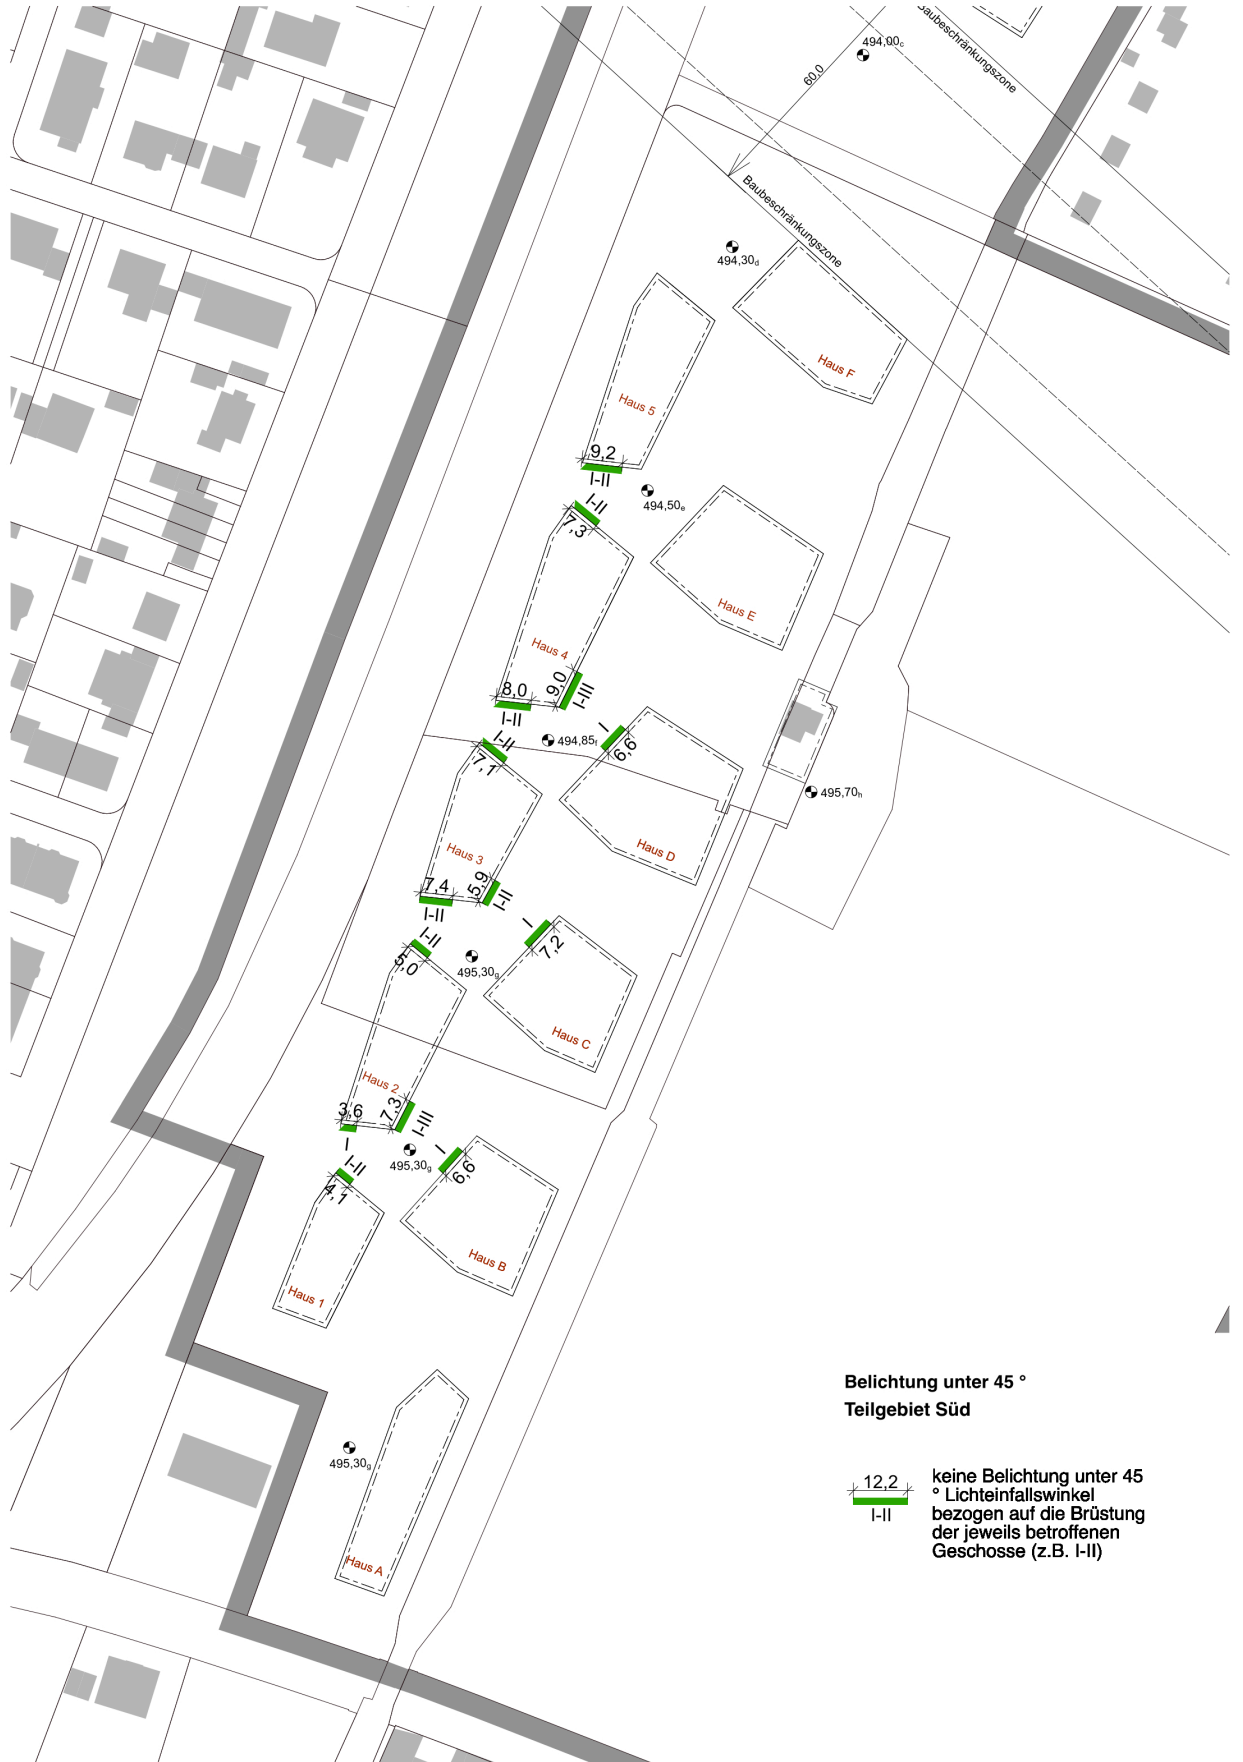 Baubeschränkungszone
494,00c
60,0
Baubeschränkungszone
494,30d
Haus F
Haus 5
9,2
I-II
I-II
7,3
494,50e
Haus E
Haus 4
9,0
I-III
8,0
I-II
I-II
7,1
494,85f
I
6,6
495,70h
Haus D
Haus 3
7,4
I-II
5,9
I-II
I
7,2
I-II
5,0
495,30g
Haus C
Haus 2
3,6
I
7,3
I-III
I-II
4,1
495,30g
I
6,6
Haus B
Haus 1
495,30g
Haus A
Belichtung unter 45 °
Teilgebiet Süd
12,2
I-II
keine Belichtung unter 45
° Lichteinfallswinkel
bezogen auf die Brüstung
der jeweils betroffenen
Geschosse (z.B. I-II)